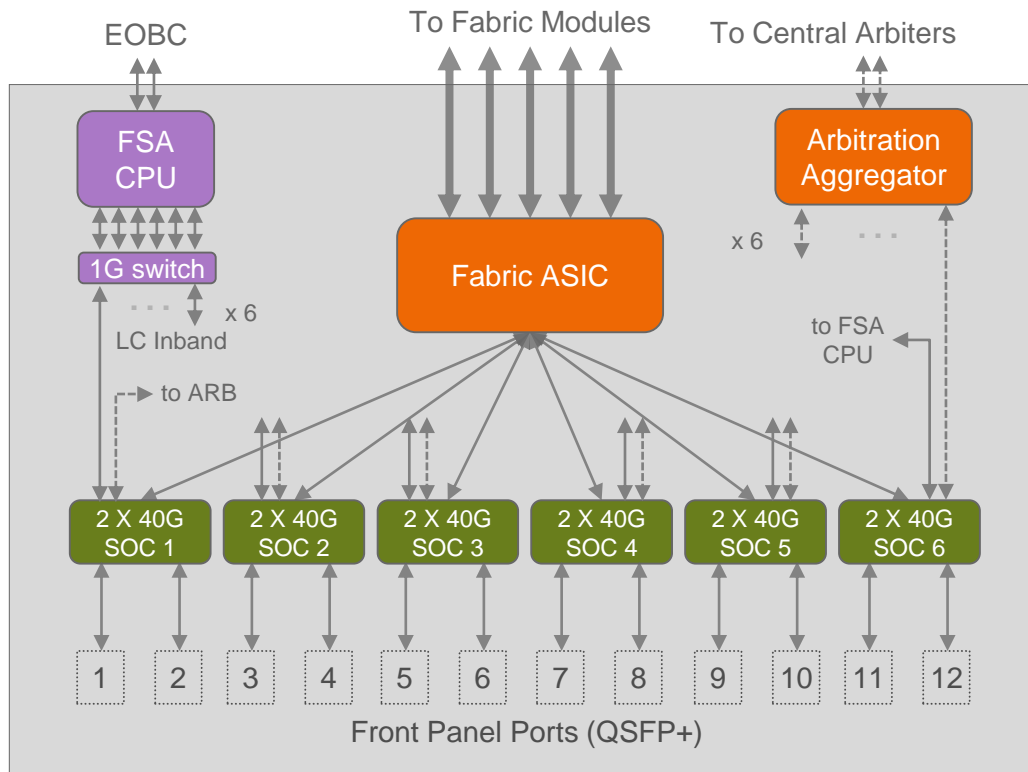 EOBC
To Fabric Modules
To Central Arbiters
FSA
CPU
Arbitration
Aggregator
x 6
1G switch
Fabric ASIC
x 6
LC Inband
to FSA
CPU
to ARB
2 X 40G
SOC 1
2 X 40G
SOC 2
2 X 40G
SOC 3
2 X 40G
SOC 4
2 X 40G
SOC 5
2 X 40G
SOC 6
1 2 3 4 5 6 7 8 9 10 11 12
Front Panel Ports (QSFP+)